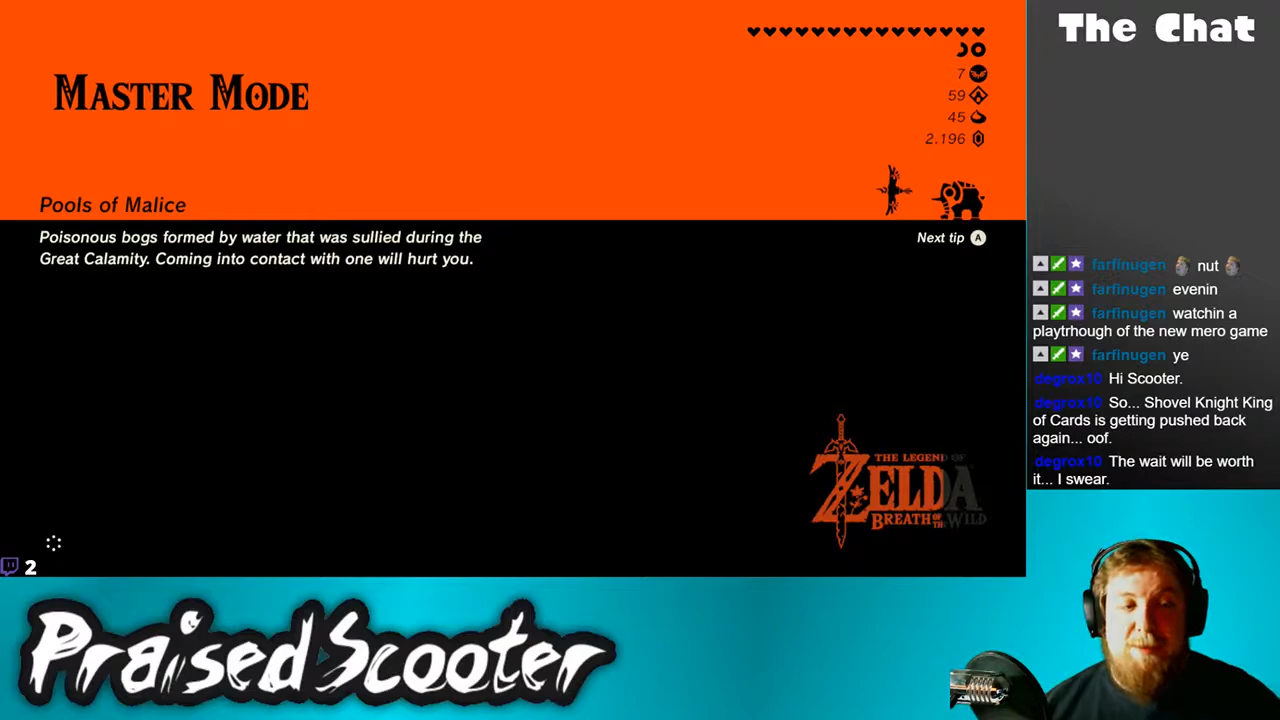 The Chat
MASTER MODE
7
59
45
2.196
Pools of Malice
Poisonous bogs formed by water that was sullied during the
Great Calamity. Coming into contact with one will hurt you.
Next tip A
THE LEGEND OF
ZELDA
BREATH OF THE WILD
2
PraisedScooter
farfinugen nut
farfinugen evenin
farfinugen watchin a
playtrhough of the new mero game
farfinugen ye
degrox10 Hi Scooter.
degrox10 So... Shovel Knight King
of Cards is getting pushed back
again... oof.
degrox10 The wait will be worth
it... I swear.